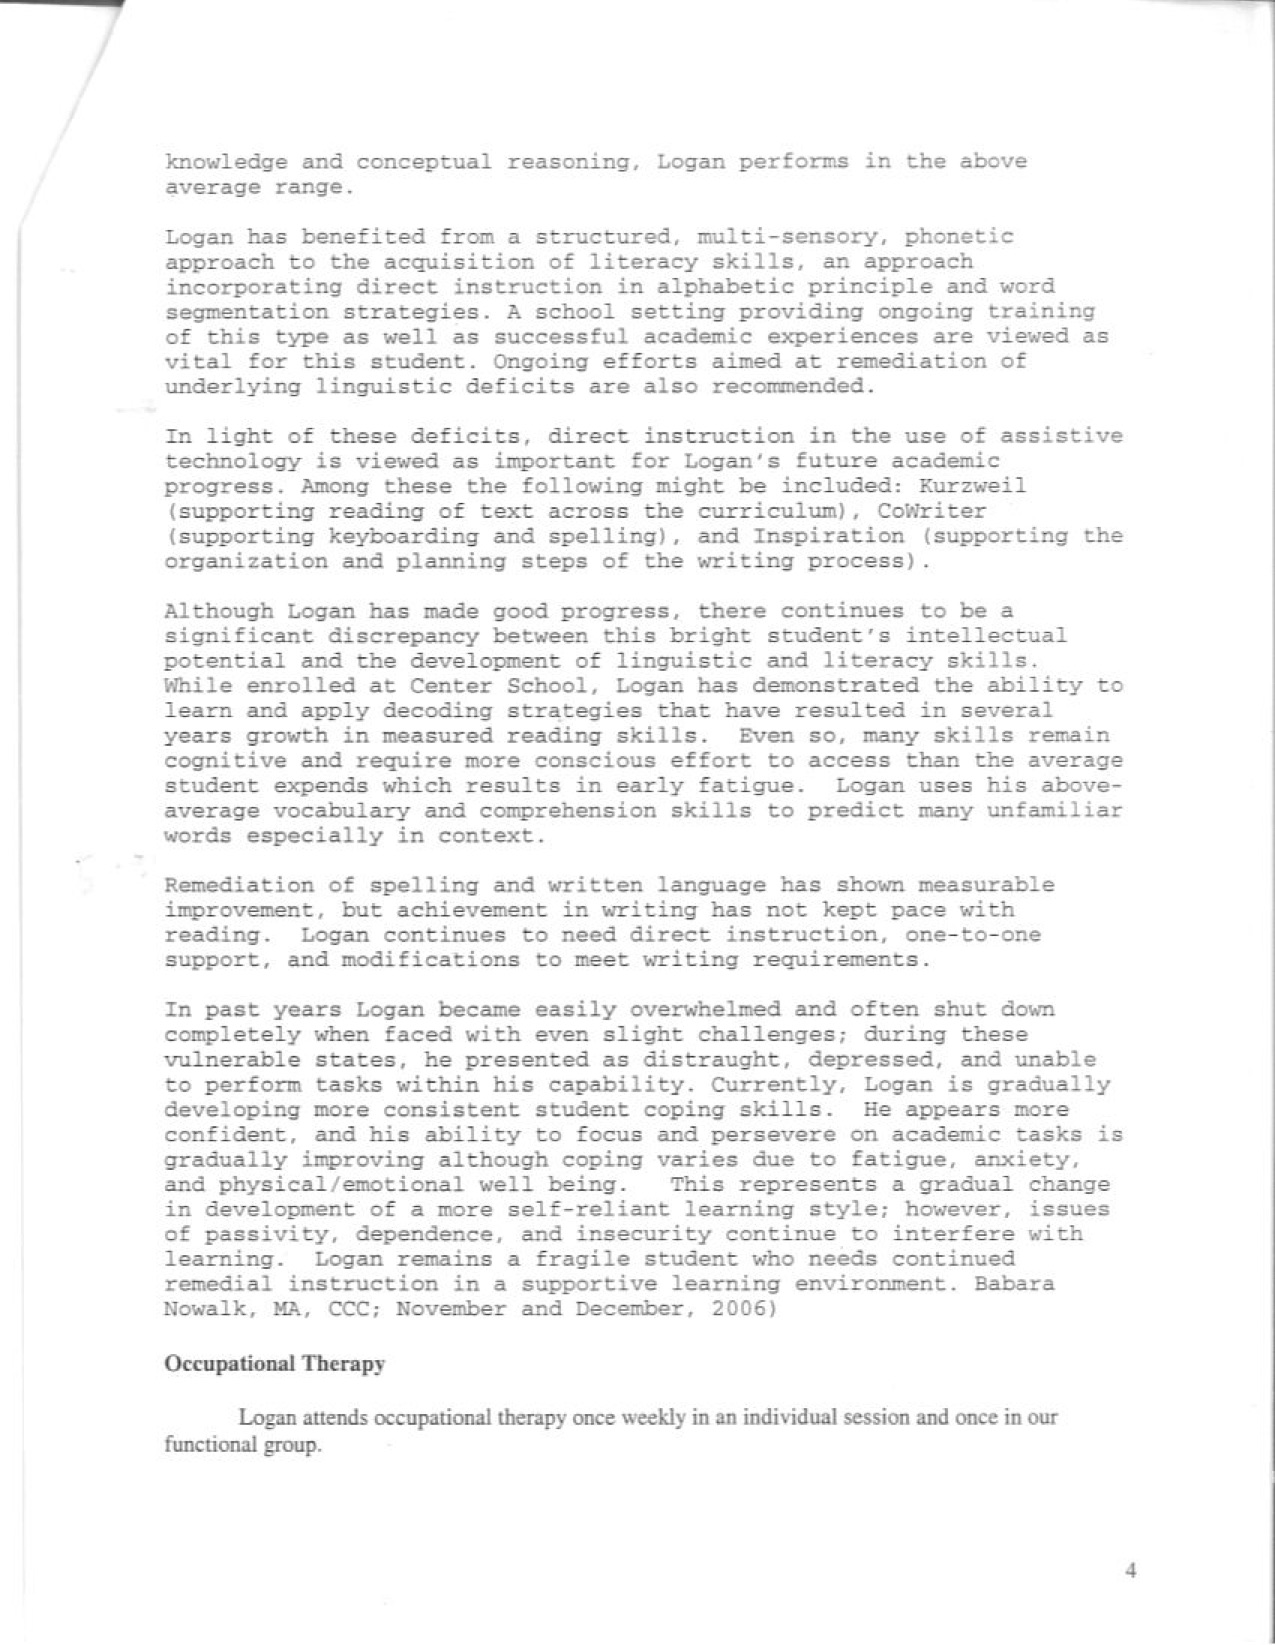 knowledge and conceptual reasoning, Logan performs in the above
average range.
Logan has benefited from a structured, multi-sensory, phonetic
approach to the acquisition of literacy skills, an approach
incorporating direct instruction in alphabetic principle and word
segmentation strategies. A school setting providing ongoing training
of this type as well as successful academic experiences are viewed as
vital for this student. Ongoing efforts aimed at remediation of
underlying linguistic deficits are also recommended.
In light of these deficits, direct instruction in the use of assistive
technology is viewed as important for Logan's future academic
progress. Among these the following might be included: Kurzweil
(supporting reading of text across the curriculum), CoWriter
(supporting keyboarding and spelling), and Inspiration (supporting the
organization and planning steps of the writing process).
Although Logan has made good progress, there continues to be a
significant discrepancy between this bright student's intellectual
potential and the development of linguistic and literacy skills.
While enrolled at Center School, Logan has demonstrated the ability to
learn and apply decoding strategies that have resulted in several
years growth in measured reading skills.  Even so, many skills remain
cognitive and require more conscious effort to access than the average
student expends which results in early fatigue.  Logan uses his above-
average vocabulary and comprehension skills to predict many unfamiliar
words especially in context.
Remediation of spelling and written language has shown measurable
improvement, but achievement in writing has not kept pace with
reading.  Logan continues to need direct instruction, one-to-one
support, and modifications to meet writing requirements.
In past years Logan became easily overwhelmed and often shut down
completely when faced with even slight challenges; during these
vulnerable states, he presented as distraught, depressed, and unable
to perform tasks within his capability. Currently, Logan is gradually
developing more consistent student coping skills.  He appears more
confident, and his ability to focus and persevere on academic tasks is
gradually improving although coping varies due to fatigue, anxiety,
and physical/emotional well being.   This represents a gradual change
in development of a more self-reliant learning style; however, issues
of passivity, dependence, and insecurity continue to interfere with
learning.  Logan remains a fragile student who needs continued
remedial instruction in a supportive learning environment. Babara
Nowalk, MA, CCC; November and December, 2006)
Occupational Therapy
Logan attends occupational therapy once weekly in an individual session and once in our
functional group.
4